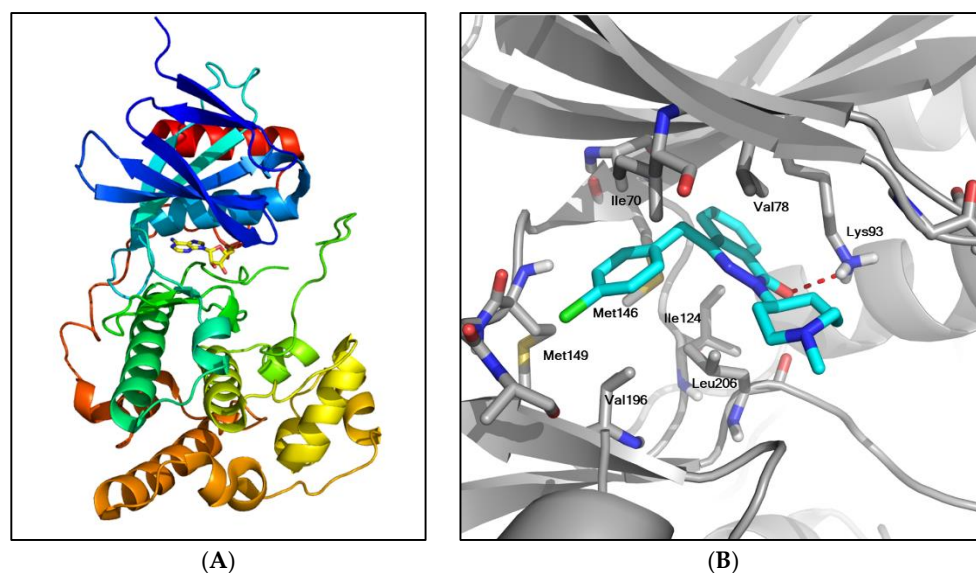 Ile70
Val78
Lys93
Met146
Ile124
Met149
Leu206
Val196
(A)
(B)